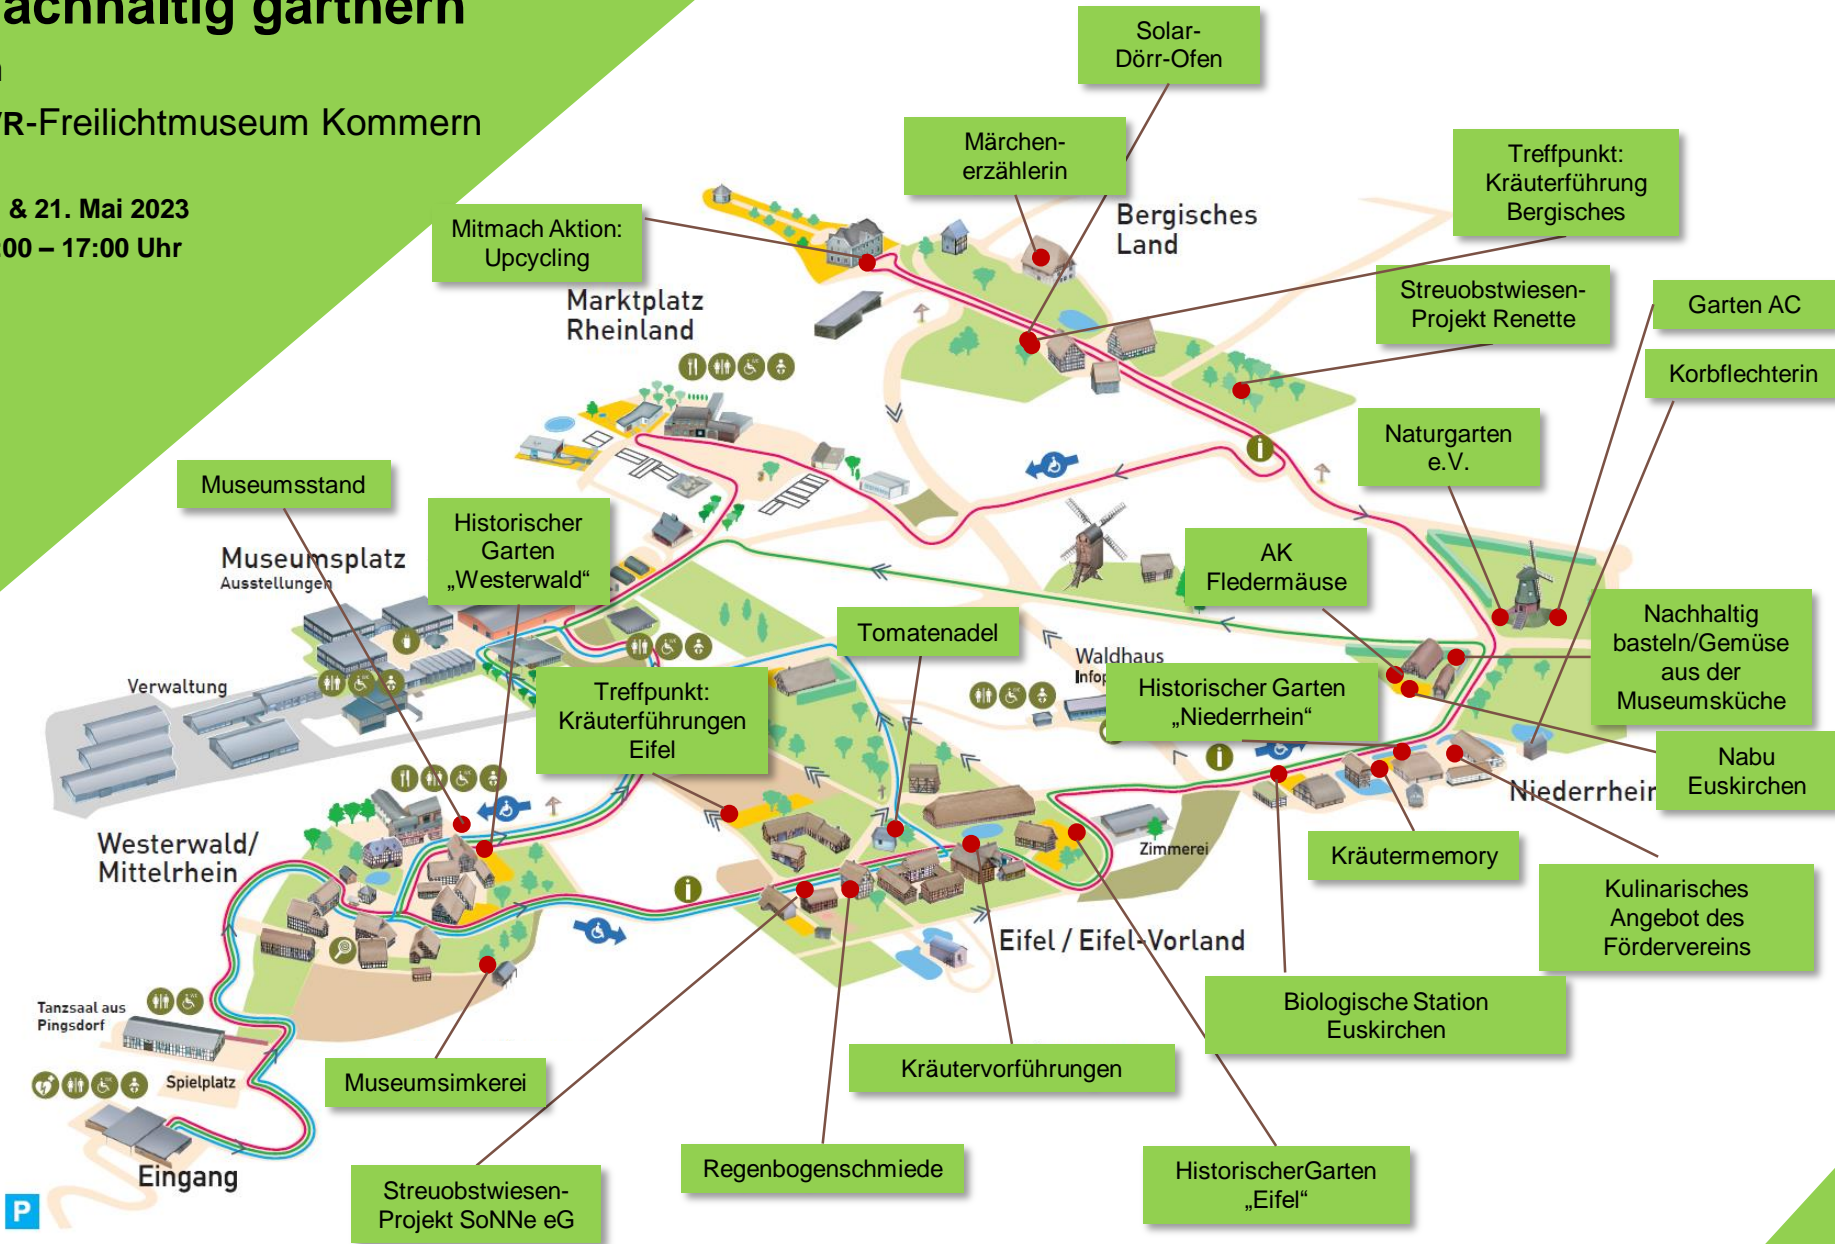 achhaltig gärtnern
R-Freilichtmuseum Kommern
& 21. Mai 2023
:00 – 17:00 Uhr
Solar-
Dörr-Ofen
Märchen-
erzählerin
Treffpunkt:
Kräuterführung
Bergisches
Bergisches
Land
Mitmach Aktion:
Upcycling
Marktplatz
Rheinland
Streuobstwiesen-
Projekt Renette
Garten AC
Korbflechterin
Naturgarten
e.V.
Museumsstand
Historischer
Garten
„Westerwald“
Museumsplatz
Ausstellungen
AK
Fledermäuse
Nachhaltig
basteln/Gemüse
aus der
Museumsküche
Tomatenadel
Waldhaus
Infop
Historischer Garten
„Niederrhein“
Verwaltung
Treffpunkt:
Kräuterführungen
Eifel
Nabu
Euskirchen
Niederrhein
Westerwald/
Mittelrhein
Zimmerei
Kräutermemory
Kulinarisches
Angebot des
Fördervereins
Eifel / Eifel-Vorland
Biologische Station
Euskirchen
Tanzsaal aus
Pingsdorf
Spielplatz
Museumsimkerei
Kräutervorführungen
Eingang
P
Streuobstwiesen-
Projekt SoNNe eG
Regenbogenschmiede
HistorischerGarten
„Eifel“
i
i
i